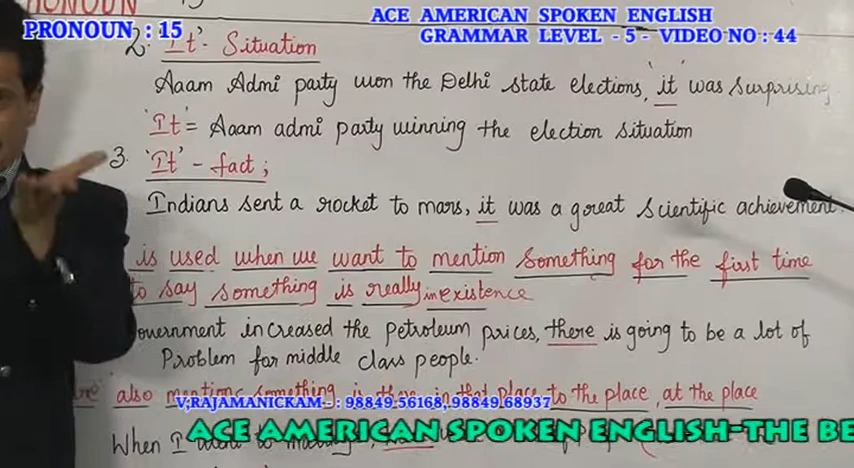 PRONOUN : 15
ACE AMERICAN SPOKEN ENGLISH
GRAMMAR LEVEL - 5 - VIDEO NO : 44
2. 'It' - Situation
Aaam Admi party won the Delhi state elections, it was surprising
'It' = Aaam admi party winning the election situation
3. 'It' - fact;
Indians sent a rocket to mars, it was a great scientific achievement.
is used when we want to mention something for the first time
to say something is really in existence
overnment increased the petroleum prices, there is going to be a lot of
Problem for middle class people.
also mentions something is there in that place to the place, at the place
V,RAJAMANICKAM - : 98849 56168, 98849 68937
When I
ACE AMERICAN SPOKEN ENGLISH-THE BE